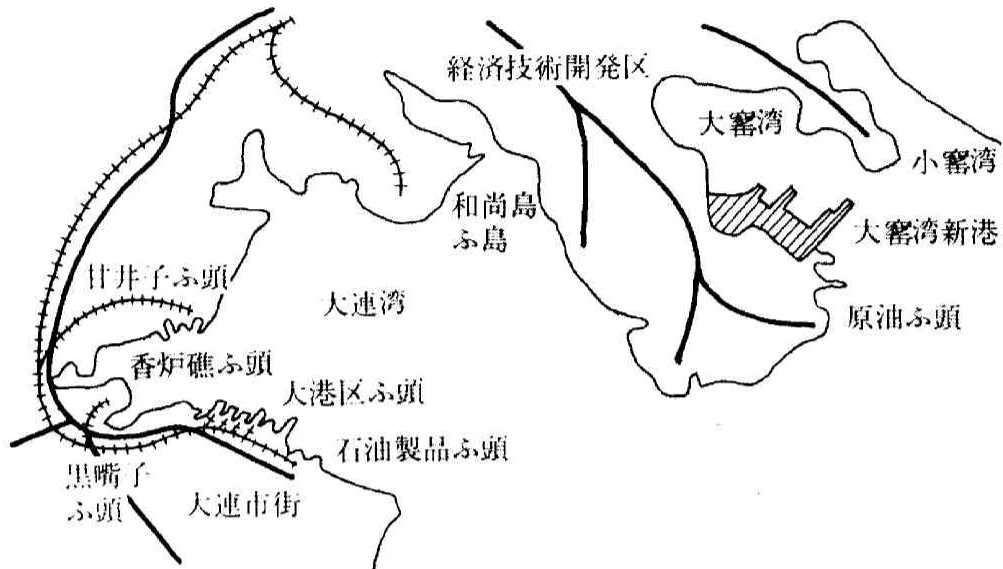 経済技術開発区
大窰湾
小窰湾
和尚島
ふ島
大窰湾新港
甘井子ふ頭
大連湾
原油ふ頭
香炉礁ふ頭
大港区ふ頭
石油製品ふ頭
黒嘴子
ふ頭
大連市街